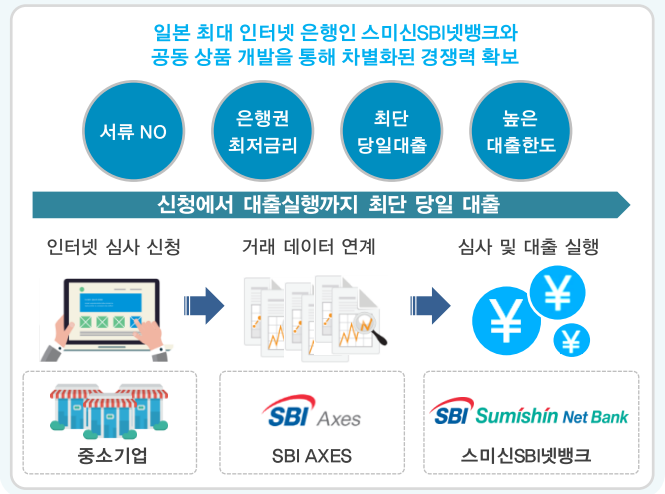 일본 최대 인터넷 은행인 스미신SBI넷뱅크와
공동 상품 개발을 통해 차별화된 경쟁력 확보
서류 NO
은행권
최저금리
최단
당일대출
높은
대출한도
신청에서 대출실행까지 최단 당일 대출
인터넷 심사 신청
거래 데이터 연계
심사 및 대출 실행
¥
¥
¥
중소기업
SBI Axes
SBI AXES
SBI Sumishin Net Bank
스미신SBI넷뱅크